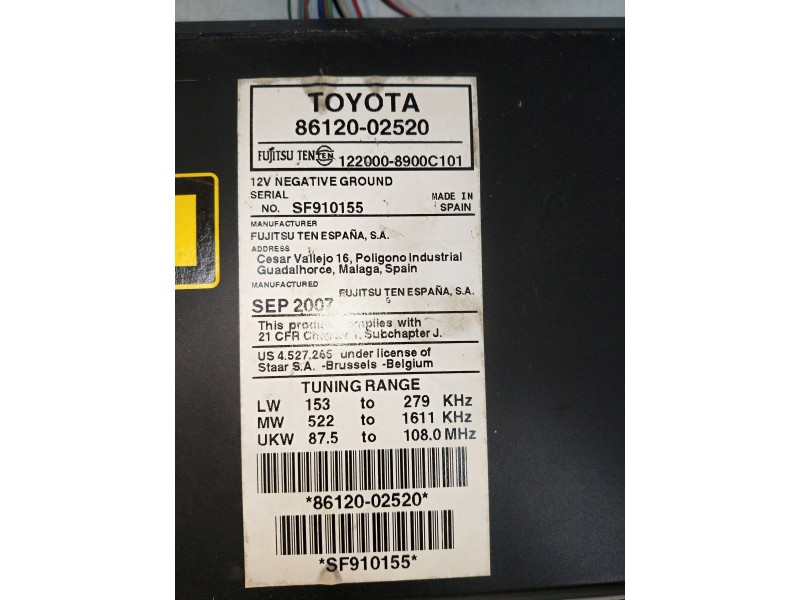 TOYOTA
86120-02520
FUJITSU TEN TEN 122000-8900C101
12V NEGATIVE GROUND
SERIAL MADE IN
NO. SF910155 SPAIN
MANUFACTURER
FUJITSU TEN ESPAÑA, S.A.
ADDRESS
Cesar Vallejo 16, Poligono Industrial
Guadalhorce, Malaga, Spain
MANUFACTURED
FUJITSU TEN ESPAÑA, S.A.
SEP 2007
This product complies with
21 CFR Subchapter J.
US 4.527.265 under license of
Staar S.A. -Brussels -Belgium
TUNING RANGE
LW 153 to 279 KHz
MW 522 to 1611 KHz
UKW 87.5 to 108.0 MHz
*86120-02520*
*SF910155*